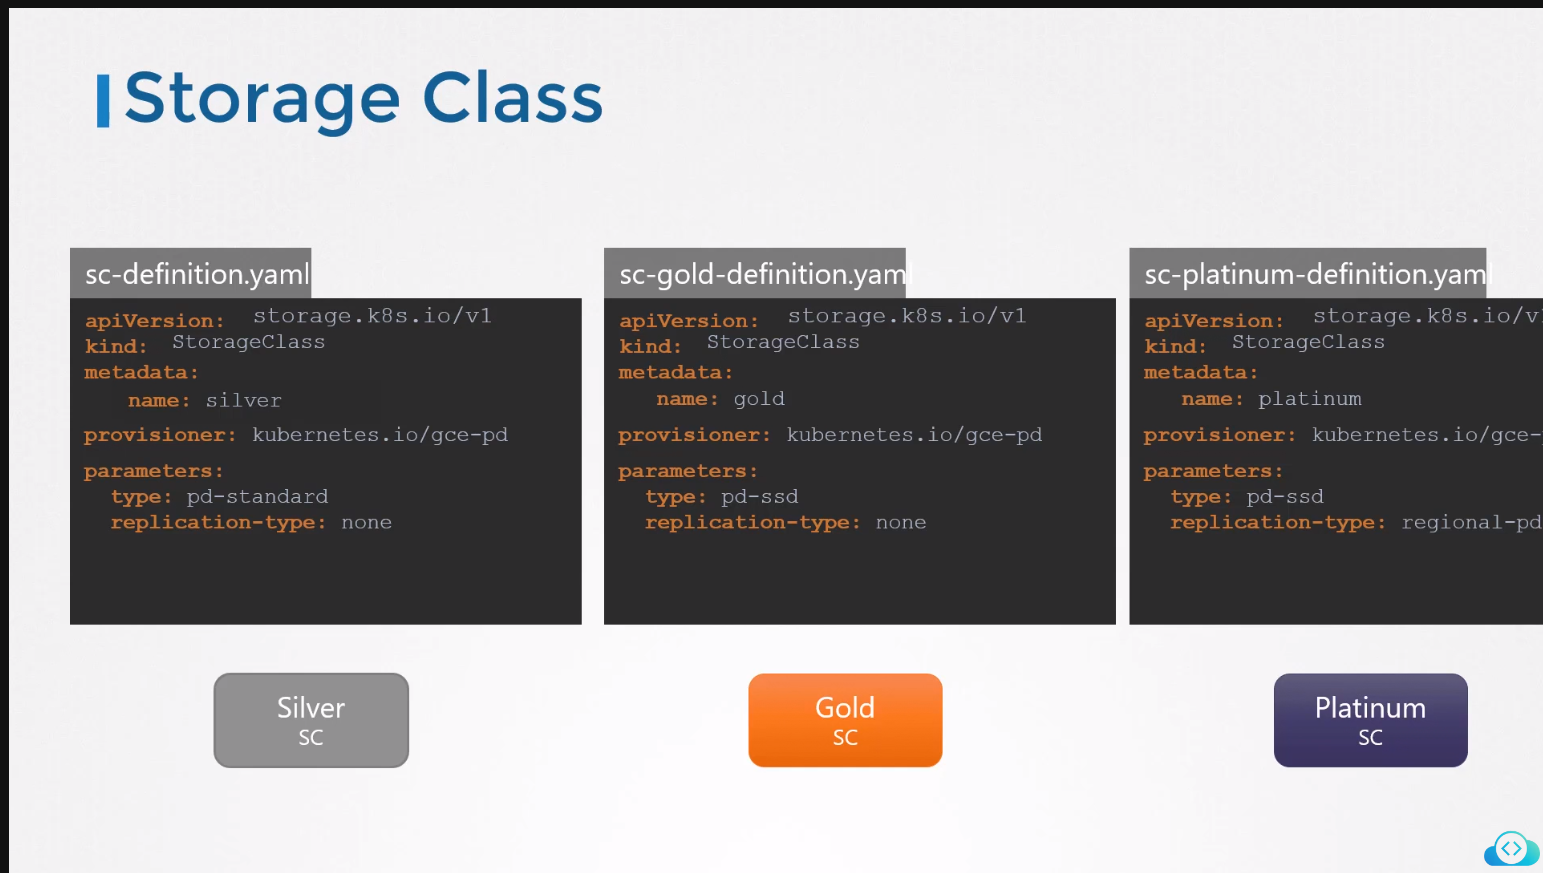 Storage Class
sc-definition.yaml
apiVersion: storage.k8s.io/v1
kind: StorageClass
metadata:
name: silver
provisioner: kubernetes.io/gce-pd
parameters:
type: pd-standard
replication-type: none
Silver
SC
sc-gold-definition.yaml
apiVersion: storage.k8s.io/v1
kind: StorageClass
metadata:
name: gold
provisioner: kubernetes.io/gce-pd
parameters:
type: pd-ssd
replication-type: none
Gold
SC
sc-platinum-definition.yaml
apiVersion: storage.k8s.io/v1
kind: StorageClass
metadata:
name: platinum
provisioner: kubernetes.io/gce-p
parameters:
type: pd-ssd
replication-type: regional-pd
Platinum
SC